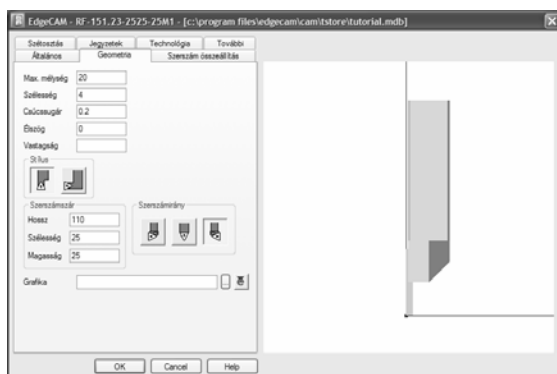 EdgeCAM - RF-151.23-2525-25M1 - [c:\program files\edgecam\cam\tstore\tutorial.mdb]
Szétosztás Jegyzetek Technológia További
Általános Geometria Szerszám összeállítás
Max. mélység 20
Szélesség 4
Csúcssugár 0.2
Élszög 0
Vastagság
Stílus
Szerszámszár
Szerszámirány
Hossz 110
Szélesség 25
Magasság 25
Grafika
OK Cancel Help